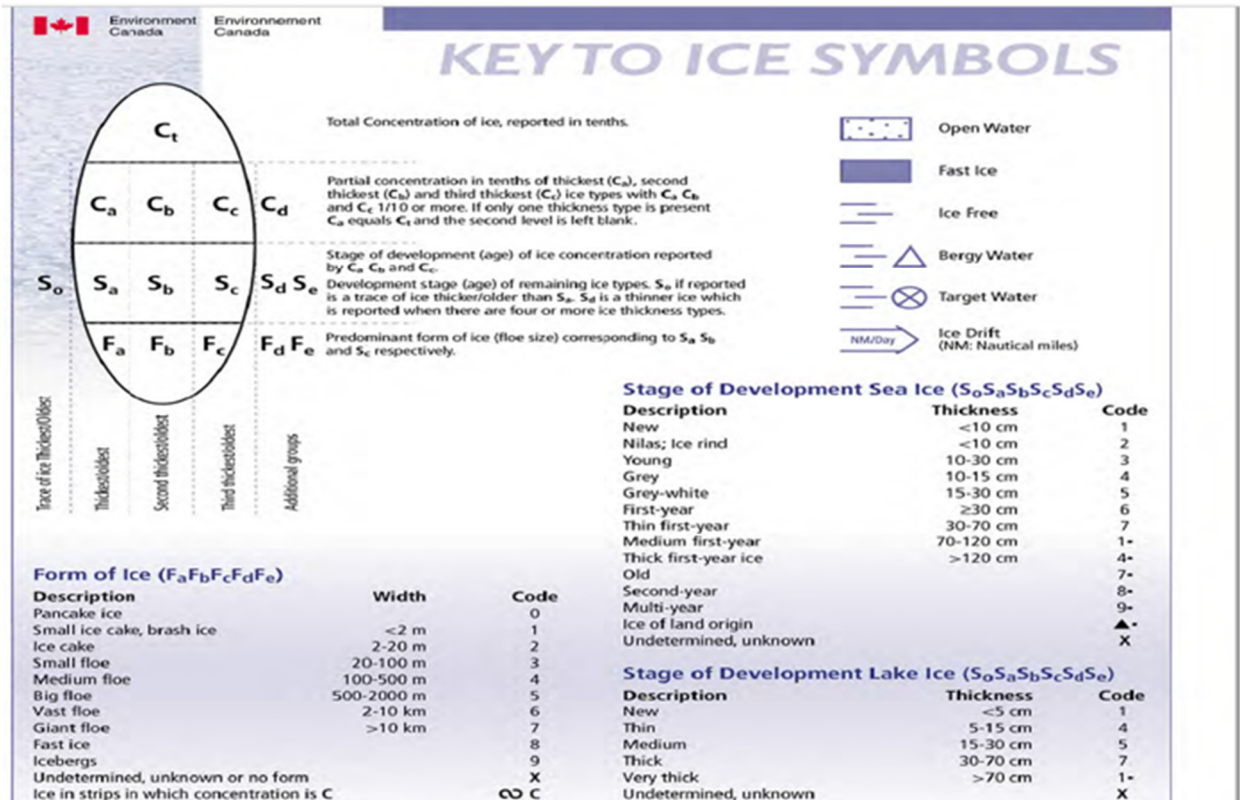 Environment Canada
Environnement Canada
KEY TO ICE SYMBOLS
Ct
Total Concentration of ice, reported in tenths.
Ca Cb Cc Cd
Partial concentration in tenths of thickest (Ca), second
thickest (Cb) and third thickest (Cc) ice types with Ca Cb
and Cc 1/10 or more. If only one thickness type is present
Ca equals Ct and the second level is left blank.
So Sa Sb Sc Sd Se
Stage of development (age) of ice concentration reported
by Ca Cb and Cc.
Development stage (age) of remaining ice types. So if reported
is a trace of ice thicker/older than Sa. Sd is a thinner ice which
is reported when there are four or more ice thickness types.
Fa Fb Fc Fd Fe
Predominant form of ice (floe size) corresponding to Sa Sb
and Sc respectively.
Trace of ice Thickest/Oldest
Thickest/oldest
Second thickest/oldest
Third thickest/oldest
Additional groups
Open Water
Fast Ice
Ice Free
Bergy Water
Target Water
NM/Day
Ice Drift
(NM: Nautical miles)
Stage of Development Sea Ice (SoSaSbScSdSe)
Description Thickness Code
New <10 cm 1
Nilas; Ice rind <10 cm 2
Young 10-30 cm 3
Grey 10-15 cm 4
Grey-white 15-30 cm 5
First-year ≥30 cm 6
Thin first-year 30-70 cm 7
Medium first-year 70-120 cm 1•
Thick first-year ice >120 cm 4•
Old 7•
Second-year 8•
Multi-year 9•
Ice of land origin ▲•
Undetermined, unknown X
Form of Ice (FaFbFcFdFe)
Description Width Code
Pancake ice 0
Small ice cake, brash ice <2 m 1
Ice cake 2-20 m 2
Small floe 20-100 m 3
Medium floe 100-500 m 4
Big floe 500-2000 m 5
Vast floe 2-10 km 6
Giant floe >10 km 7
Fast ice 8
Icebergs 9
Undetermined, unknown or no form X
Ice in strips in which concentration is C ∞ C
Stage of Development Lake Ice (SoSaSbScSdSe)
Description Thickness Code
New <5 cm 1
Thin 5-15 cm 4
Medium 15-30 cm 5
Thick 30-70 cm 7
Very thick >70 cm 1•
Undetermined, unknown X